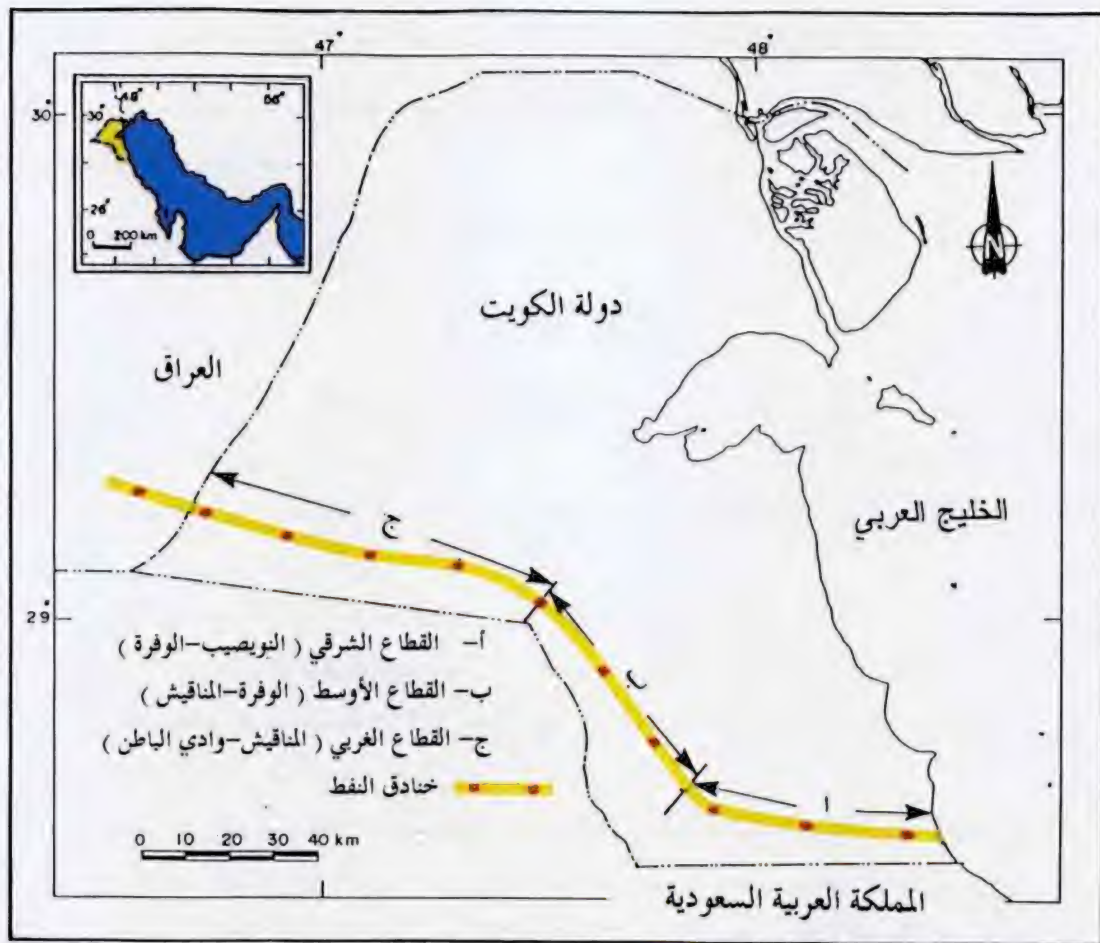 47°
48°
30°
29°
30°
48°
56°
26°
0 200 km
N
دولة الكويت
العراق
الخليج العربي
ج
ب
أ
أ- القطاع الشرقي ( النويصيب-الوفرة )
ب- القطاع الأوسط ( الوفرة-المناقيش )
ج- القطاع الغربي ( المناقيش-وادي الباطن )
خنادق النفط
0 10 20 30 40 km
المملكة العربية السعودية